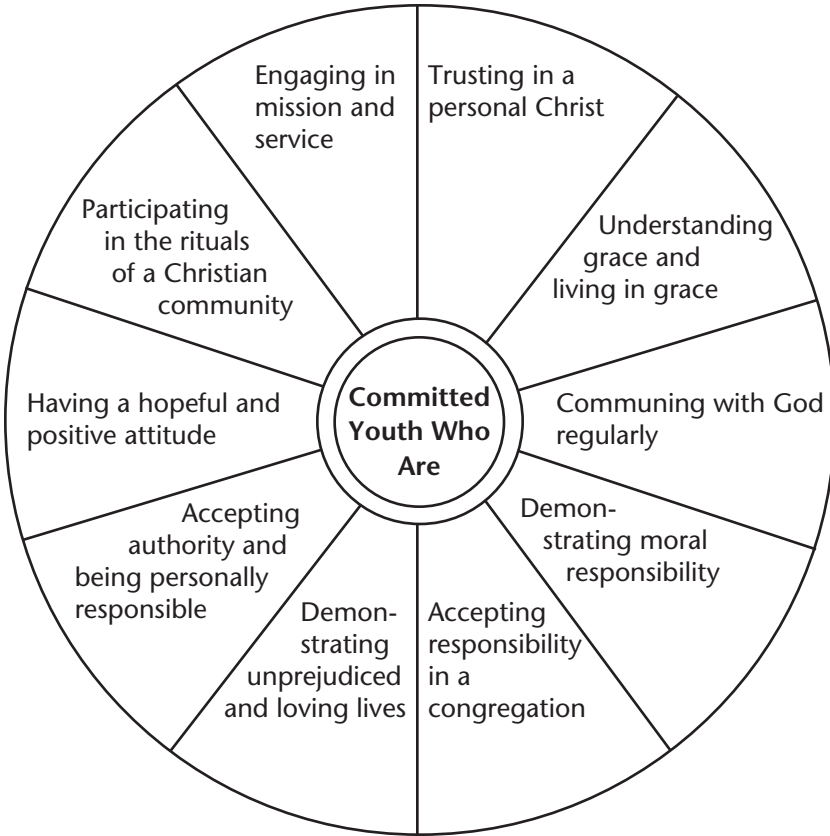 Engaging in
mission and
service
Trusting in a
personal Christ
Understanding
grace and
living in grace
Communing with God
regularly
Demon-
strating moral
responsibility
Accepting
responsibility
in a
congregation
Demon-
strating
unprejudiced
and loving lives
Accepting
authority and
being personally
responsible
Having a hopeful and
positive attitude
Participating
in the rituals
of a Christian
community
Committed
Youth Who
Are